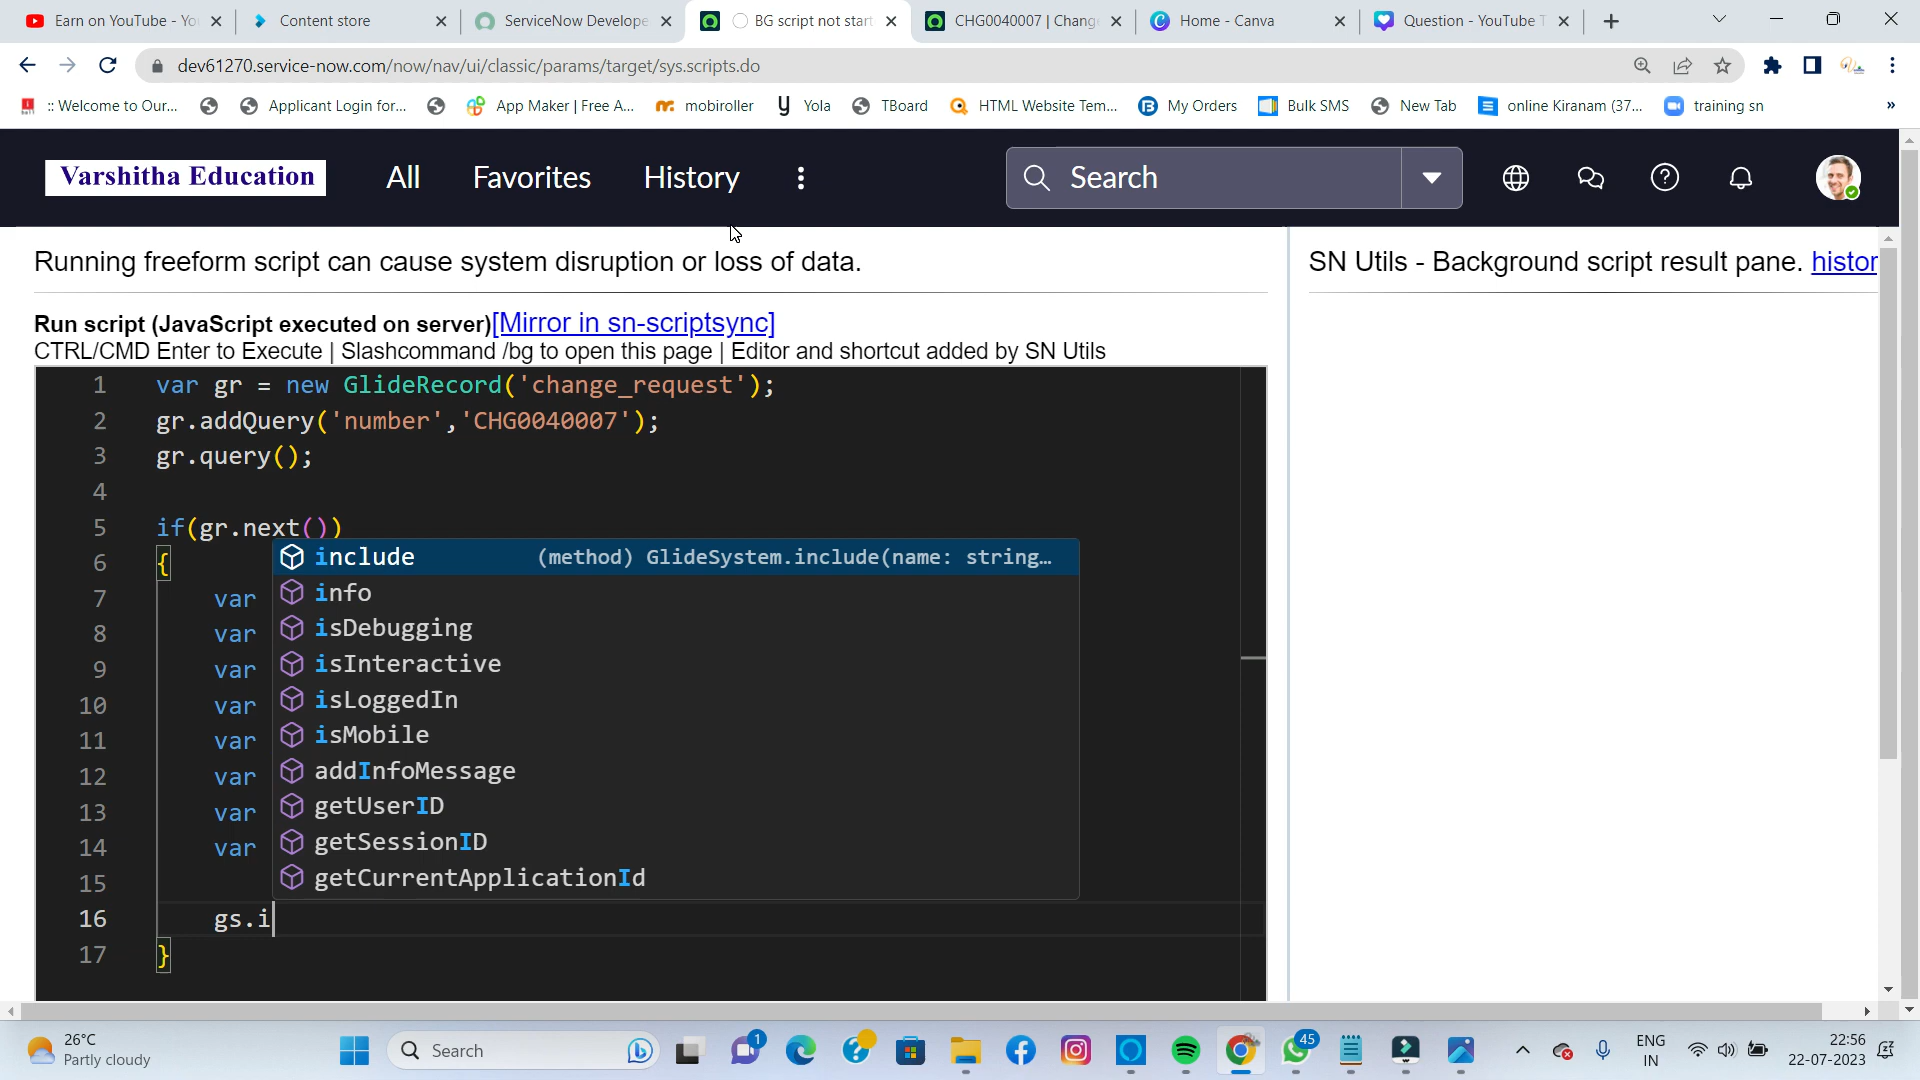 Earn on YouTube - Yo
Content store
ServiceNow Develope
BG script not start
CHG0040007 | Change
Home - Canva
Question - YouTube T
dev61270.service-now.com/now/nav/ui/classic/params/target/sys.scripts.do
:: Welcome to Our...
Applicant Login for...
App Maker | Free A...
mobiroller
Yola
TBoard
HTML Website Tem...
My Orders
Bulk SMS
New Tab
online Kiranam (37...
training sn
»
Varshitha Education
All
Favorites
History
Search
Running freeform script can cause system disruption or loss of data.
SN Utils - Background script result pane. histor
Run script (JavaScript executed on server)[Mirror in sn-scriptsync]
CTRL/CMD Enter to Execute | Slashcommand /bg to open this page | Editor and shortcut added by SN Utils
1 var gr = new GlideRecord('change_request');
2 gr.addQuery('number','CHG0040007');
3 gr.query();
4
5 if(gr.next())
6 {
include (method) GlideSystem.include(name: string...
7 var
info
8 var
isDebugging
9 var
isInteractive
10 var
isLoggedIn
11 var
isMobile
12 var
addInfoMessage
13 var
getUserID
14 var
getSessionID
15
getCurrentApplicationId
16 gs.i
17 }
26°C
Partly cloudy
Search
1
45
ENG
IN
22:56
22-07-2023